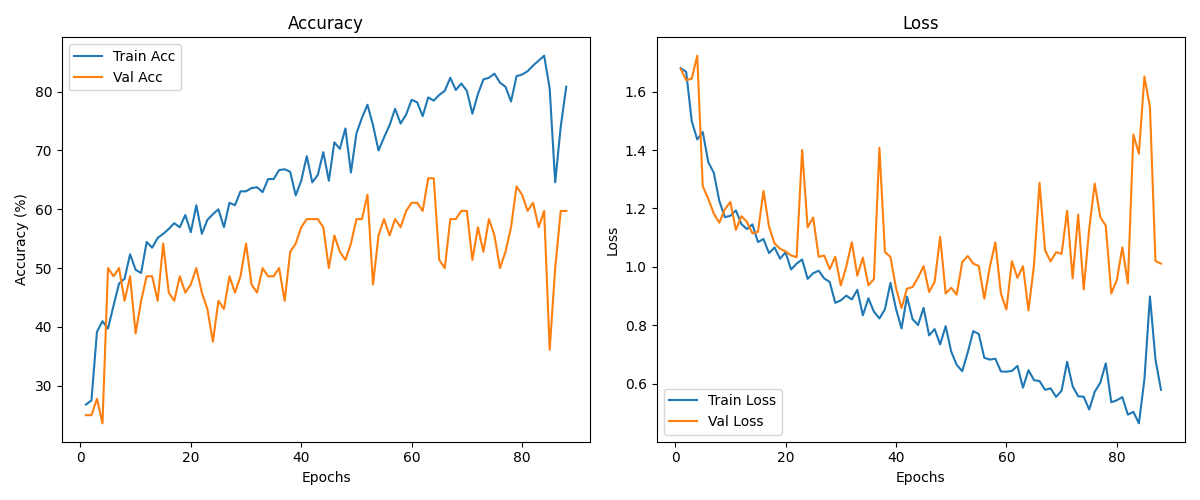 Accuracy
Train Acc
Val Acc
Accuracy (%)
80
70
60
50
40
30
0
20
40
60
80
Epochs
Loss
Loss
1.6
1.4
1.2
1.0
0.8
0.6
Train Loss
Val Loss
0
20
40
60
80
Epochs